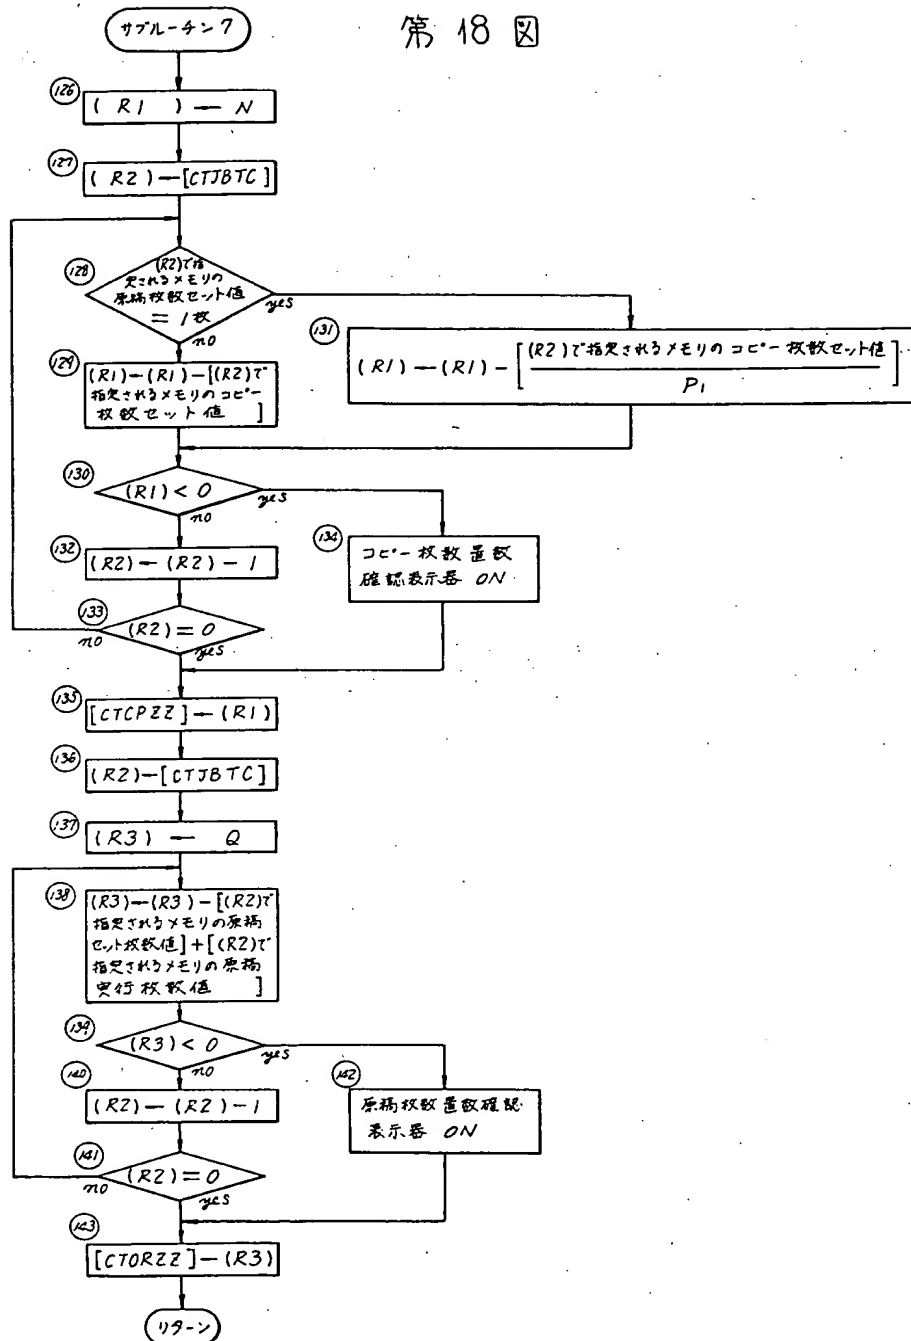 第 18 図
サブルーチン 7
126
( R1 ) ← N
127
( R2 ) ← [CTJBTC]
128
(R2)で指
定されるメモリの
原稿枚数セット値
= 1枚
yes
no
129
(R1)←(R1)-[(R2)で
指定されるメモリのコピー
枚数セット値 ]
131
(R1) ← (R1) - [(R2)で指定されるメモリのコピー枚数セット値
P1 ]
130
(R1) < 0
yes
no
132
(R2) ← (R2) - 1
134
コピー枚数置数
確認表示器 ON
133
(R2) = 0
no
yes
135
[CTCPZZ] ← (R1)
136
(R2) ← [CTJBTC]
137
(R3) ← Q
138
(R3)←(R3)-[(R2)で
指定されるメモリの原稿
セット枚数値]+[(R2)で
指定されるメモリの原稿
実行枚数値 ]
139
(R3) < 0
yes
no
140
(R2) ← (R2) - 1
142
原稿枚数置数確認
表示器 ON
141
(R2) = 0
no
yes
143
[CTORZZ] ← (R3)
リターン